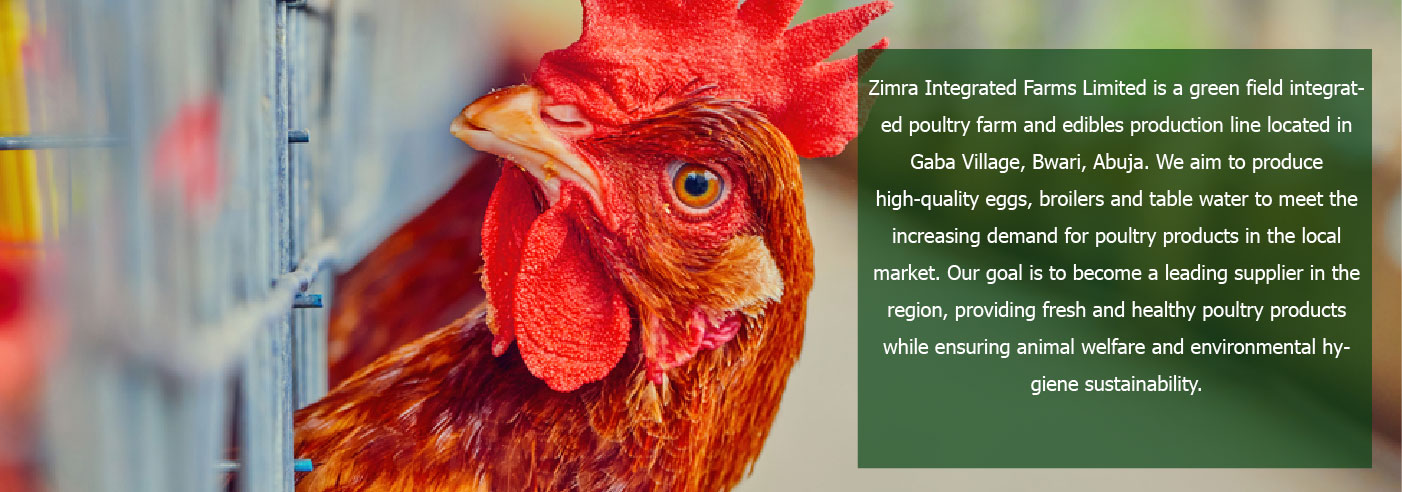 Zimra Integrated Farms Limited is a green field integrat-
ed poultry farm and edibles production line located in
Gaba Village, Bwari, Abuja. We aim to produce
high-quality eggs, broilers and table water to meet the
increasing demand for poultry products in the local
market. Our goal is to become a leading supplier in the
region, providing fresh and healthy poultry products
while ensuring animal welfare and environmental hy-
giene sustainability.